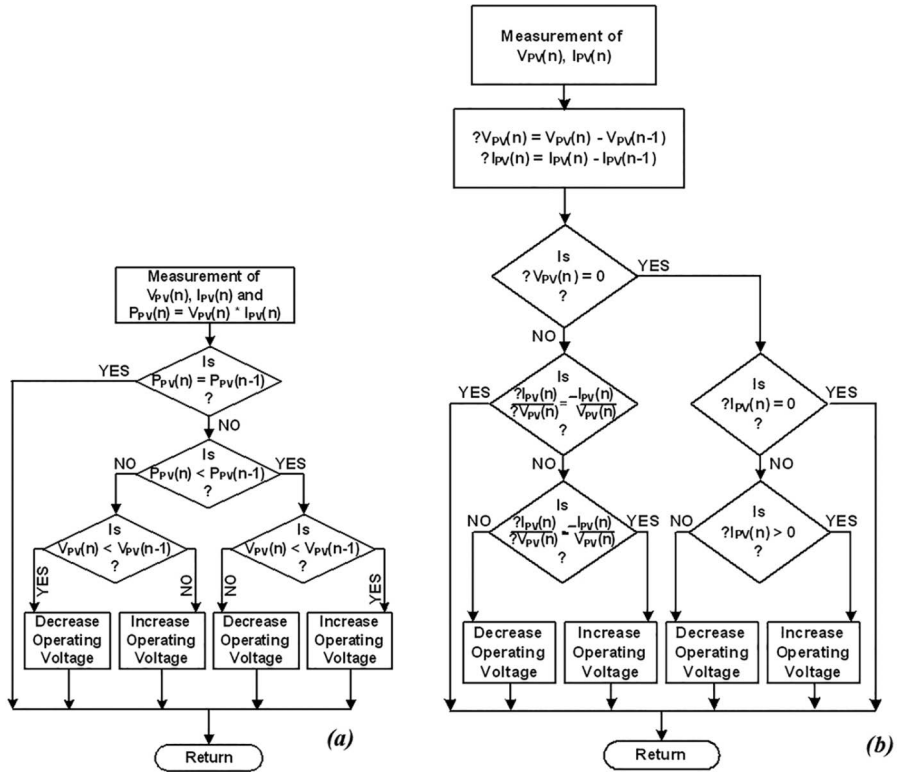 Measurement of
VPV(n), IPV(n) and
PPV(n) = VPV(n) * IPV(n)
Is
PPV(n) = PPV(n-1)
?
YES
NO
Is
PPV(n) < PPV(n-1)
?
NO
YES
Is
VPV(n) < VPV(n-1)
?
YES
NO
Is
VPV(n) < VPV(n-1)
?
NO
YES
Decrease
Operating
Voltage
Increase
Operating
Voltage
Decrease
Operating
Voltage
Increase
Operating
Voltage
Return
(a)
Measurement of
VPV(n), IPV(n)
?VPV(n) = VPV(n) - VPV(n-1)
?IPV(n) = IPV(n) - IPV(n-1)
Is
?VPV(n) = 0
?
YES
NO
Is
?IPV(n) = -IPV(n)
?VPV(n) VPV(n)
?
YES
NO
Is
?IPV(n) = 0
?
YES
NO
Is
?IPV(n) -IPV(n)
?VPV(n) VPV(n)
?
NO
YES
Is
?IPV(n) > 0
?
NO
YES
Decrease
Operating
Voltage
Increase
Operating
Voltage
Decrease
Operating
Voltage
Increase
Operating
Voltage
Return
(b)